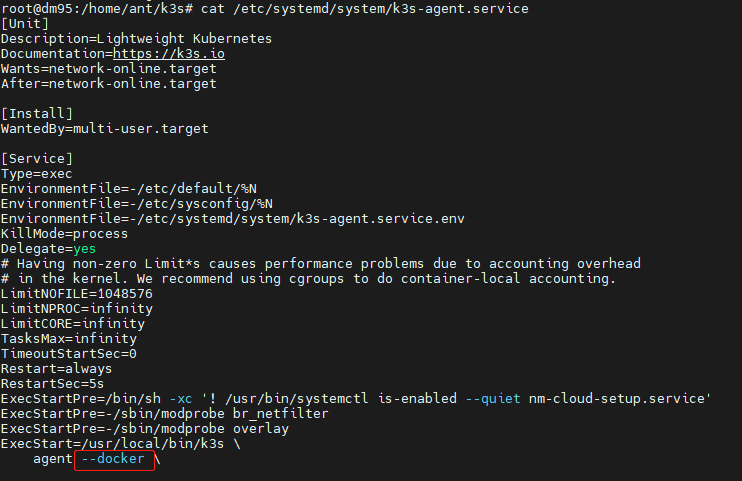 root@dm95:/home/ant/k3s# cat /etc/systemd/system/k3s-agent.service
[Unit]
Description=Lightweight Kubernetes
Documentation=https://k3s.io
Wants=network-online.target
After=network-online.target
[Install]
WantedBy=multi-user.target
[Service]
Type=exec
EnvironmentFile=-/etc/default/%N
EnvironmentFile=-/etc/sysconfig/%N
EnvironmentFile=-/etc/systemd/system/k3s-agent.service.env
KillMode=process
Delegate=yes
# Having non-zero Limit*s causes performance problems due to accounting overhead
# in the kernel. We recommend using cgroups to do container-local accounting.
LimitNOFILE=1048576
LimitNPROC=infinity
LimitCORE=infinity
TasksMax=infinity
TimeoutStartSec=0
Restart=always
RestartSec=5s
ExecStartPre=/bin/sh -xc '! /usr/bin/systemctl is-enabled --quiet nm-cloud-setup.service'
ExecStartPre=-/sbin/modprobe br_netfilter
ExecStartPre=-/sbin/modprobe overlay
ExecStart=/usr/local/bin/k3s \
    agent --docker \